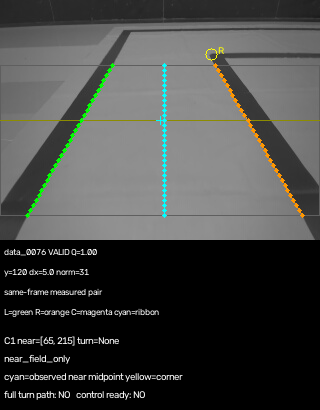 R
data_0076 VALID Q=1.00
y=120 dx=5.0 norm=31
same-frame measured pair
L=green R=orange C=magenta cyan=ribbon
C1 near=[65, 215] turn=None
near_field_only
cyan=observed near midpoint yellow=corner
full turn path: NO control ready: NO